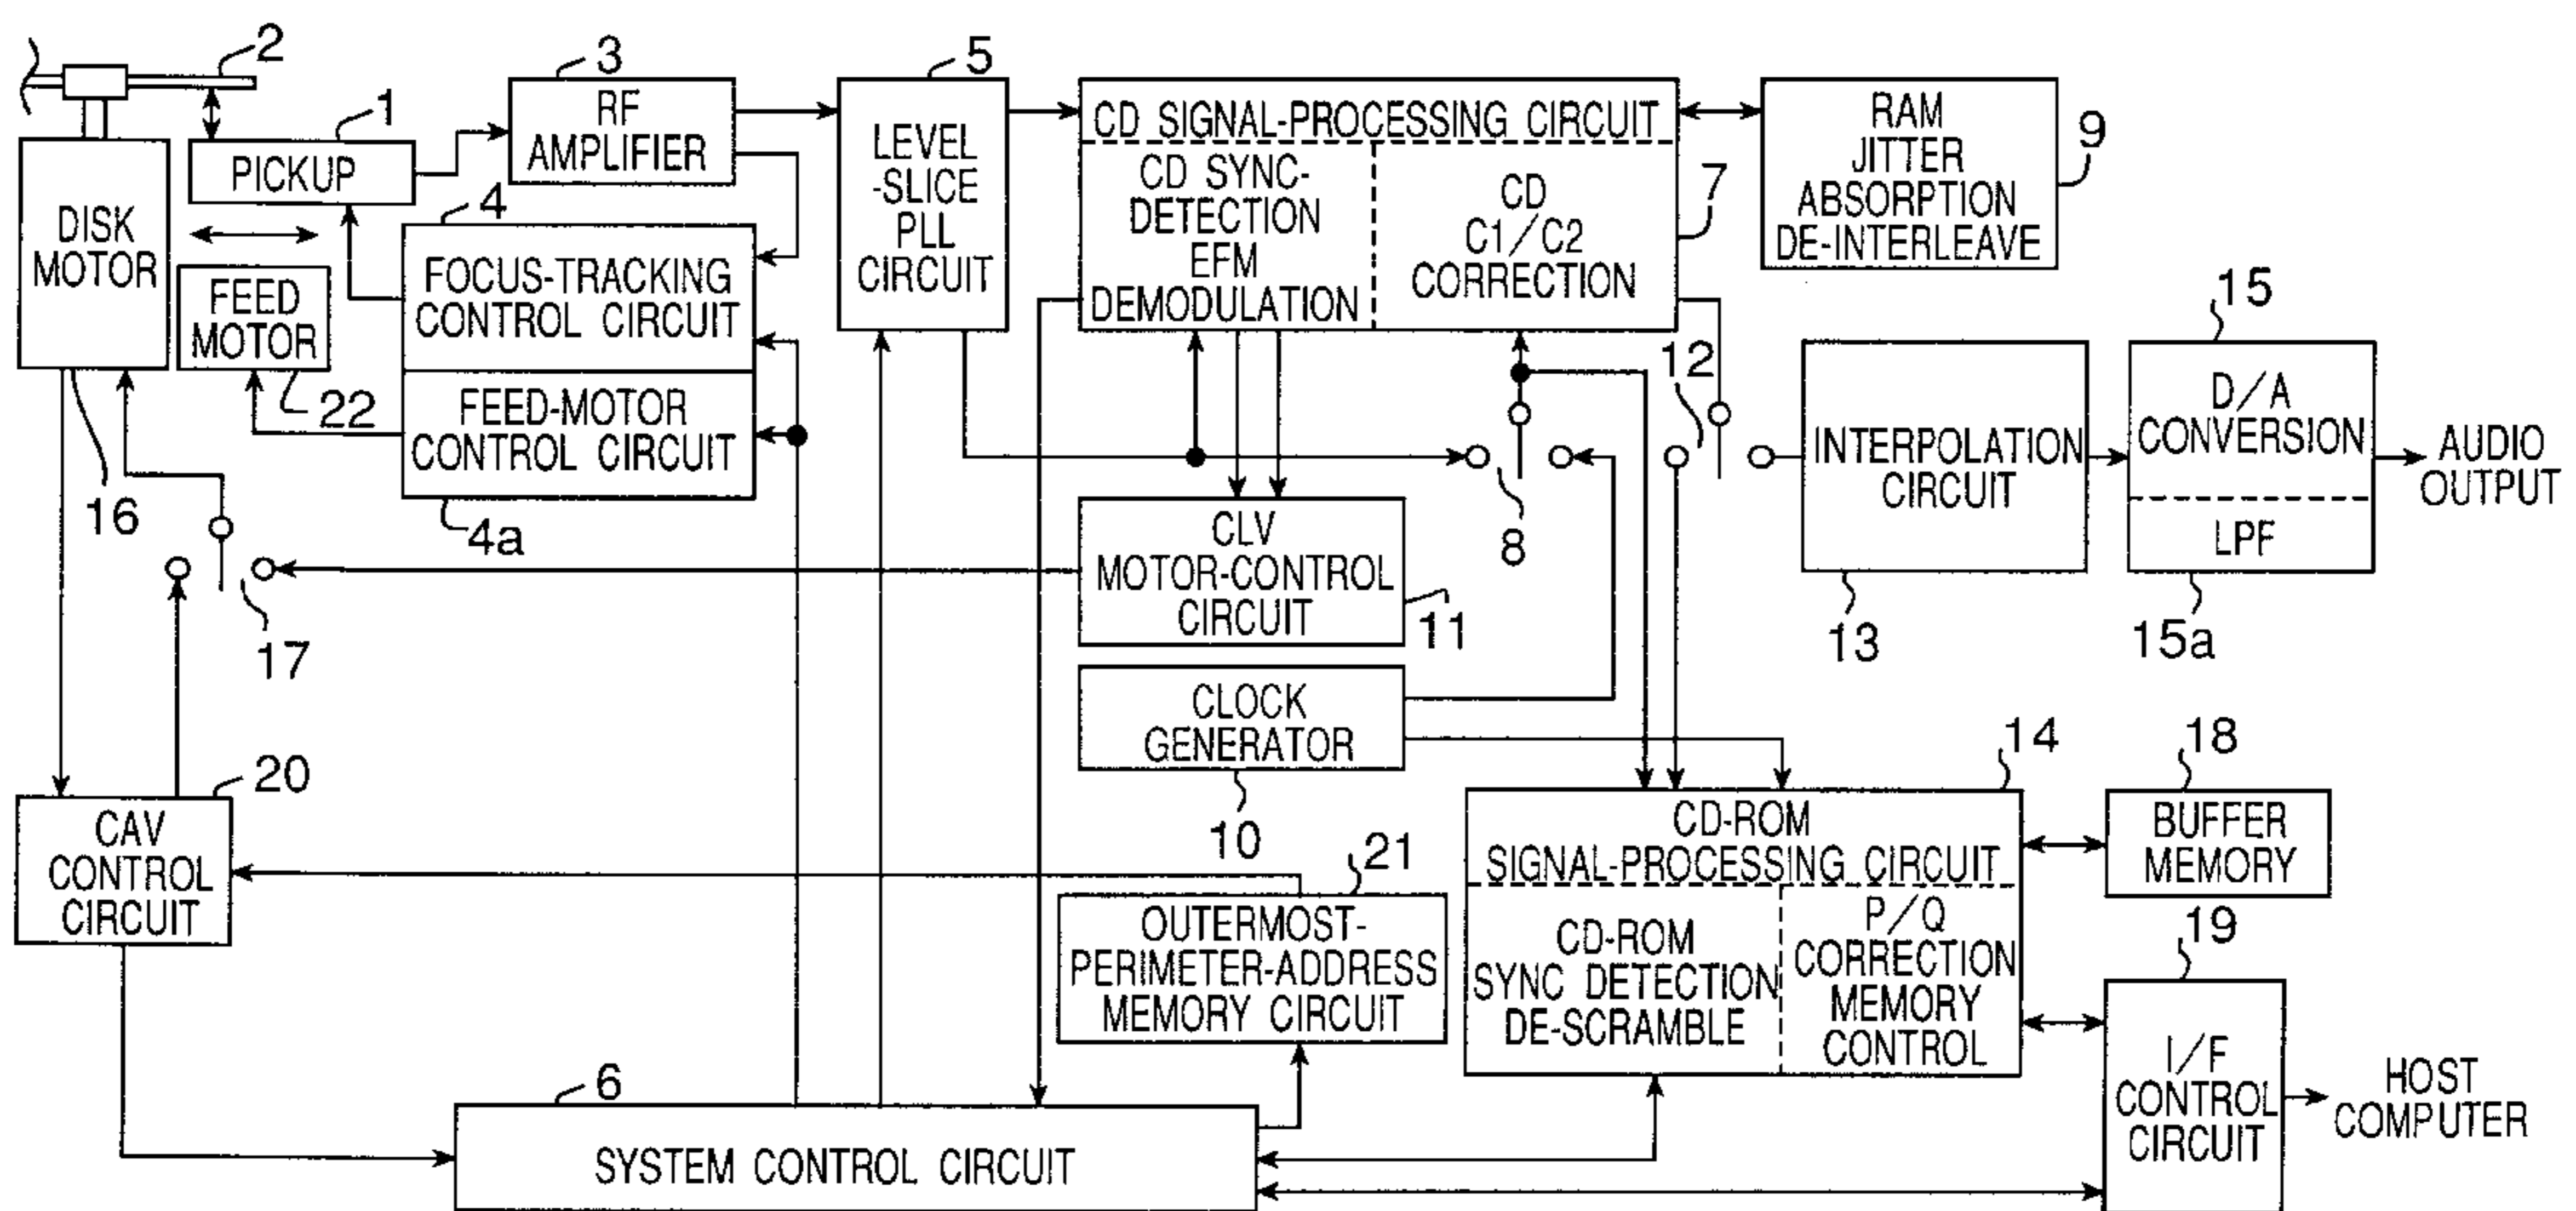 2
1
DISK
MOTOR
16
PICKUP
FEED
MOTOR
22
3
RF
AMPLIFIER
4
FOCUS-TRACKING
CONTROL CIRCUIT
FEED-MOTOR
CONTROL CIRCUIT
4a
5
LEVEL
-SLICE
PLL
CIRCUIT
CD SIGNAL-PROCESSING CIRCUIT
CD SYNC-
DETECTION
EFM
DEMODULATION
CD
C1/C2
CORRECTION
7
RAM
JITTER
ABSORPTION
DE-INTERLEAVE
9
8
12
INTERPOLATION
CIRCUIT
13
15
D/A
CONVERSION
LPF
15a
AUDIO
OUTPUT
17
CLV
MOTOR-CONTROL
CIRCUIT
11
CLOCK
GENERATOR
10
20
CAV
CONTROL
CIRCUIT
21
OUTERMOST-
PERIMETER-ADDRESS
MEMORY CIRCUIT
14
CD-ROM
SIGNAL-PROCESSING CIRCUIT
CD-ROM
SYNC DETECTION
DE-SCRAMBLE
P/Q
CORRECTION
MEMORY
CONTROL
18
BUFFER
MEMORY
19
I/F
CONTROL
CIRCUIT
HOST
COMPUTER
6
SYSTEM CONTROL CIRCUIT